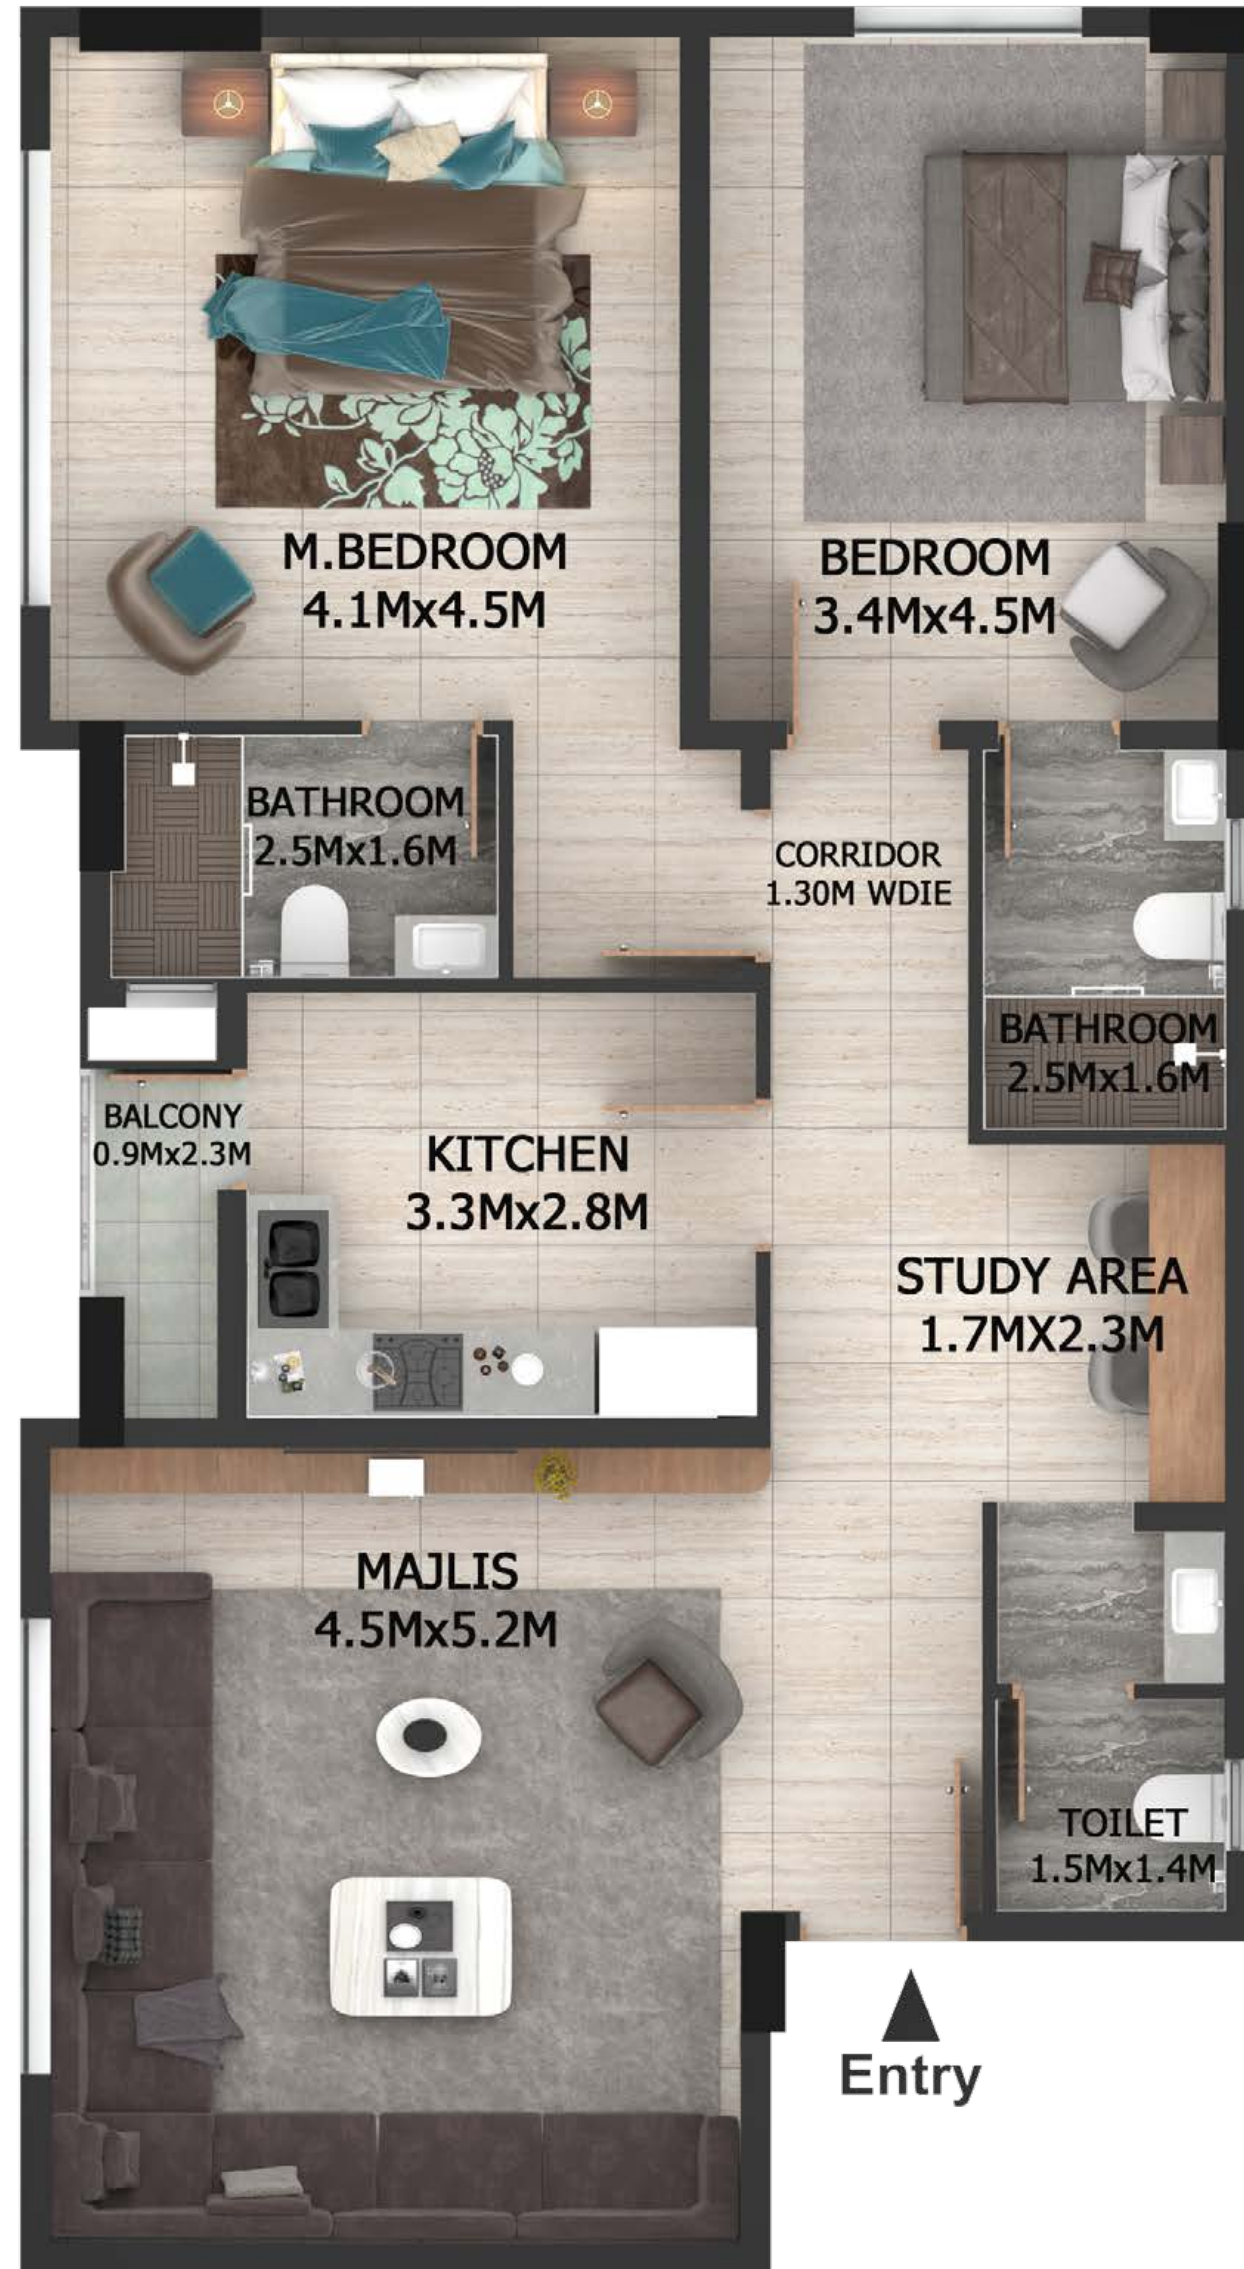 M.BEDROOM
4.1Mx4.5M
BEDROOM
3.4Mx4.5M
BATHROOM
2.5Mx1.6M
CORRIDOR
1.30M WDIE
BATHROOM
2.5Mx1.6M
BALCONY
0.9Mx2.3M
KITCHEN
3.3Mx2.8M
STUDY AREA
1.7MX2.3M
MAJLIS
4.5Mx5.2M
TOILET
1.5Mx1.4M
Entry